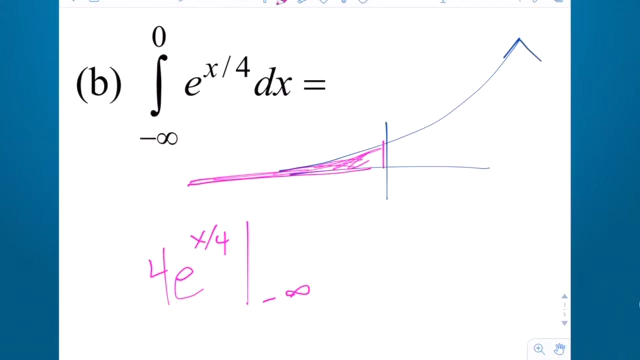 (b) ∫_{-∞}^{0} e^{x/4} dx =
4e^{x/4} |_{-∞}